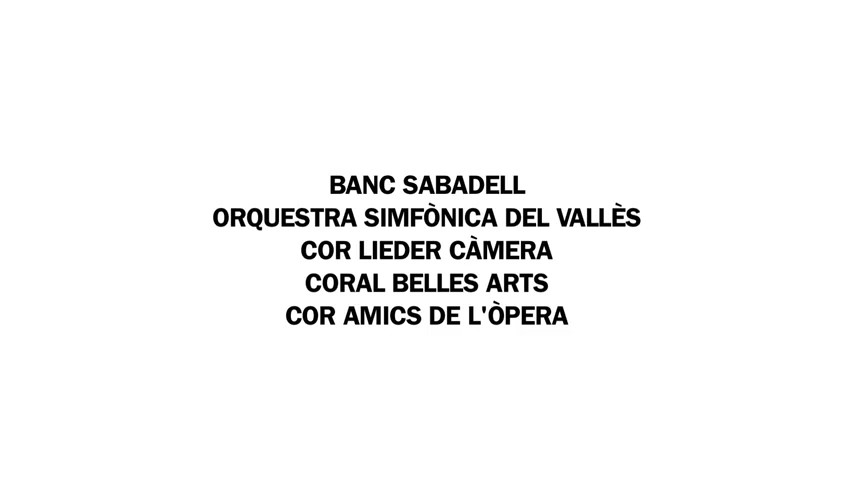 BANC SABADELL
ORQUESTRA SIMFÒNICA DEL VALLÈS
COR LIEDER CÀMERA
CORAL BELLES ARTS
COR AMICS DE L'ÒPERA